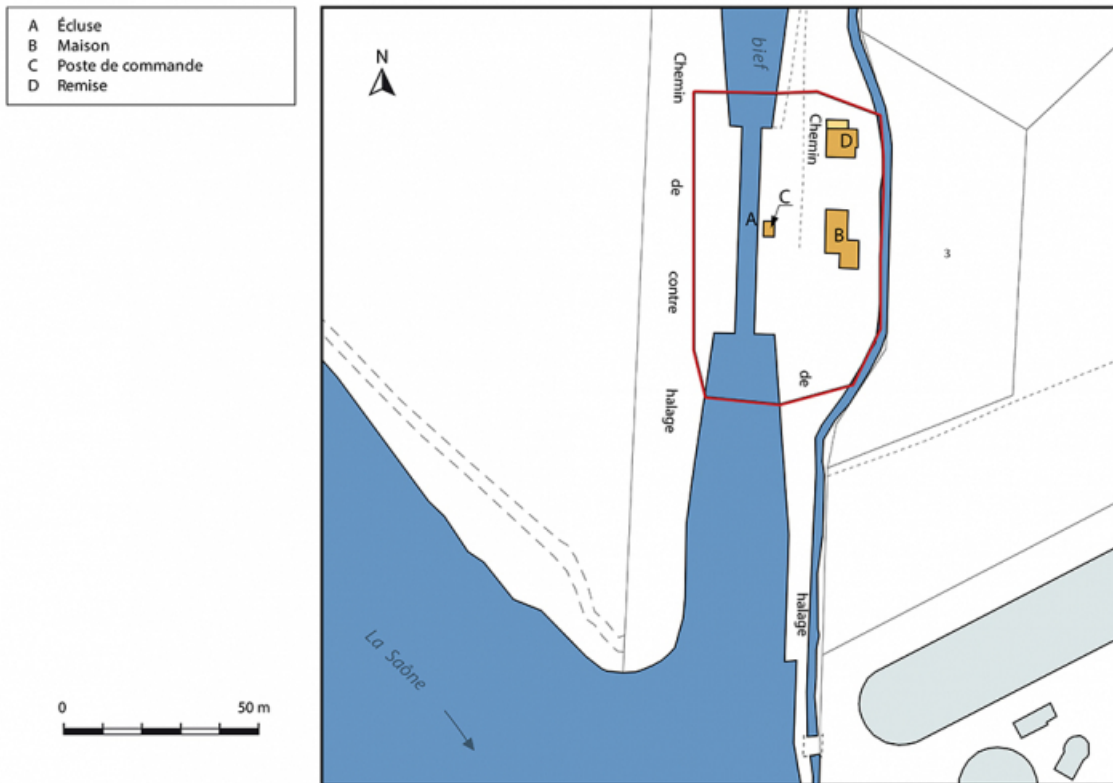 A Écluse
B Maison
C Poste de commande
D Remise
N
bief
Chemin
de
contre
halage
Chemin
de
halage
D
C
A
B
3
La Saône
0 50 m